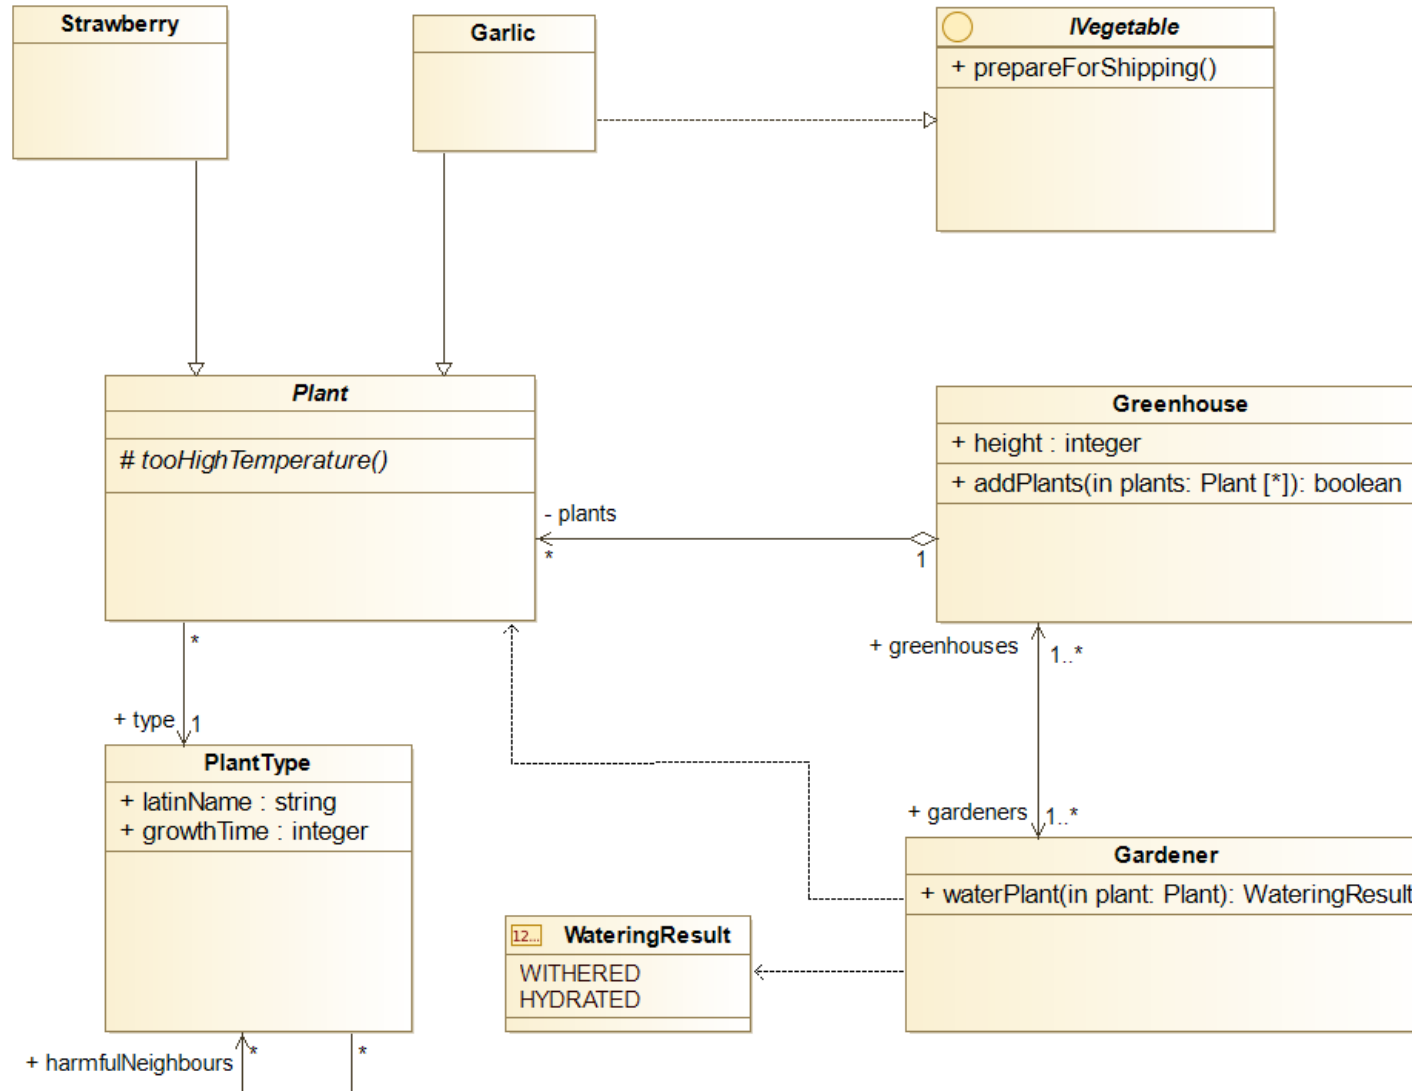 Strawberry
Garlic
IVegetable
+ prepareForShipping()
Plant
# tooHighTemperature()
Greenhouse
+ height : integer
+ addPlants(in plants: Plant [*]): boolean
- plants
*
1
+ greenhouses
1..*
*
+ type
1
PlantType
+ latinName : string
+ growthTime : integer
+ gardeners
1..*
Gardener
+ waterPlant(in plant: Plant): WateringResult
12...
WateringResult
WITHERED
HYDRATED
+ harmfulNeighbours
*
*